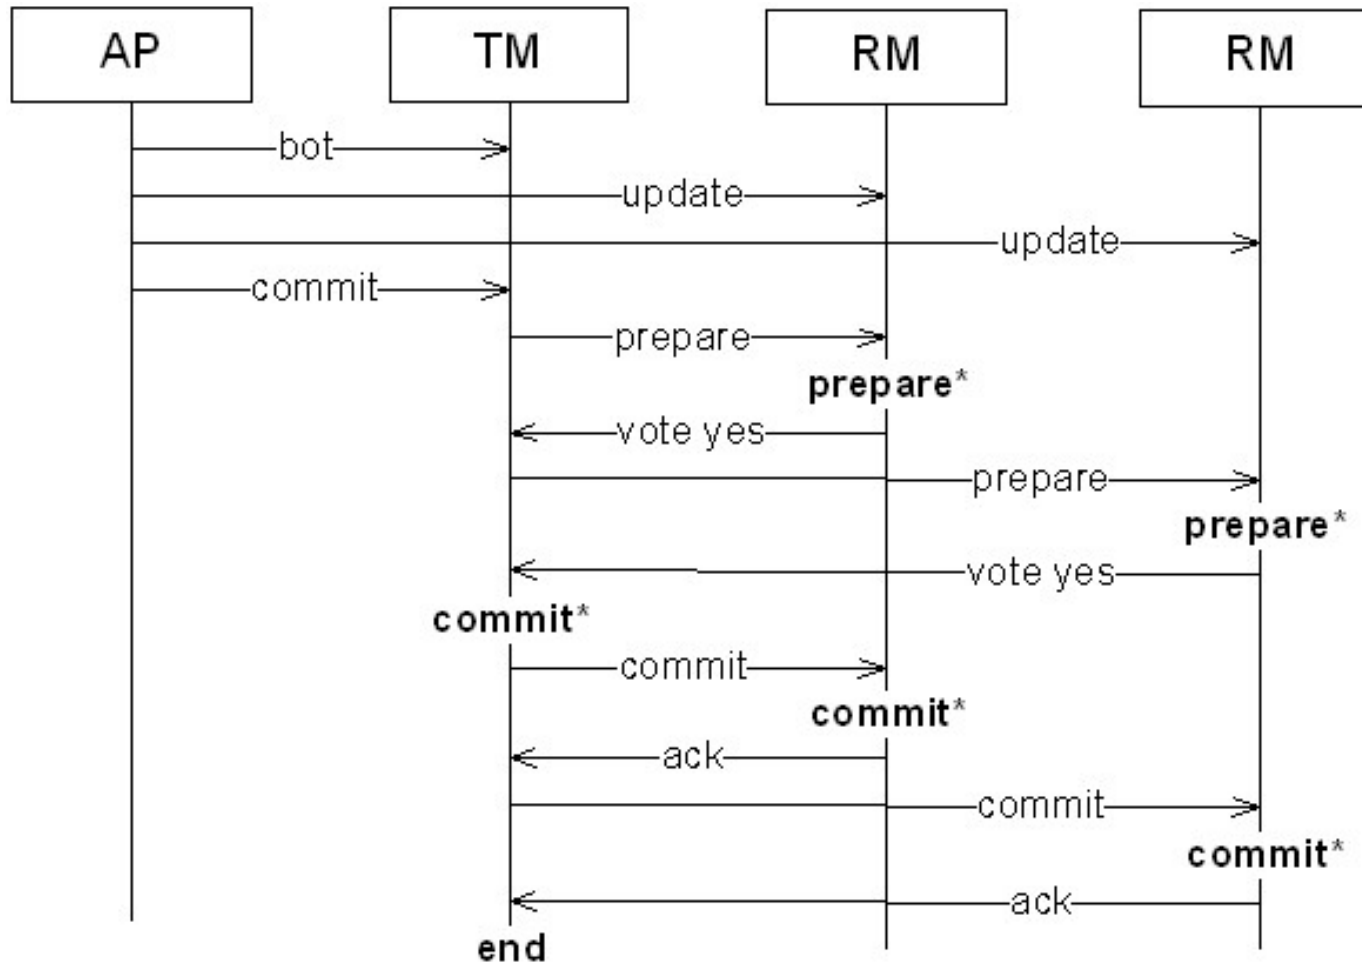 AP TM RM RM
bot
update
update
commit
prepare
prepare*
vote yes
prepare
prepare*
vote yes
commit*
commit
commit*
ack
commit
commit*
ack
end